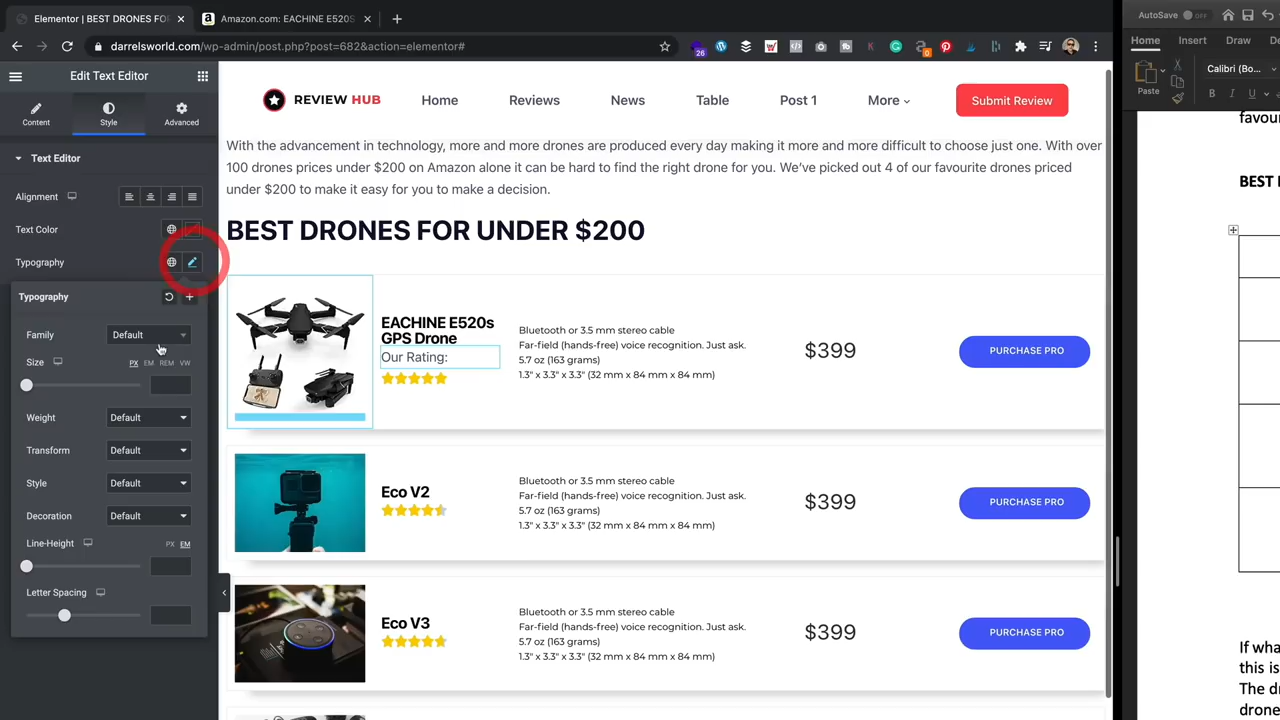 Elementor | BEST DRONES FO
Amazon.com: EACHINE E520S
AutoSave OFF
darrelsworld.com/wp-admin/post.php?post=682&action=elementor#
26
0
Home Insert Draw
Edit Text Editor
Calibri (Bo...
Paste
B I U
Content Style Advanced
REVIEW HUB
Home Reviews News Table Post 1 More
Submit Review
favou
Text Editor
With the advancement in technology, more and more drones are produced every day making it more and more difficult to choose just one. With over
100 drones prices under $200 on Amazon alone it can be hard to find the right drone for you. We've picked out 4 of our favourite drones priced
under $200 to make it easy for you to make a decision.
BEST
Alignment
Text Color
BEST DRONES FOR UNDER $200
Typography
Typography
Family Default
Size PX EM REM VW
Weight Default
Transform Default
Style Default
Decoration Default
Line-Height PX EM
Letter Spacing
EACHINE E520s
GPS Drone
Our Rating:
Bluetooth or 3.5 mm stereo cable
Far-field (hands-free) voice recognition. Just ask.
5.7 oz (163 grams)
1.3" x 3.3" x 3.3" (32 mm x 84 mm x 84 mm)
$399
PURCHASE PRO
Eco V2
Bluetooth or 3.5 mm stereo cable
Far-field (hands-free) voice recognition. Just ask.
5.7 oz (163 grams)
1.3" x 3.3" x 3.3" (32 mm x 84 mm x 84 mm)
$399
PURCHASE PRO
Eco V3
Bluetooth or 3.5 mm stereo cable
Far-field (hands-free) voice recognition. Just ask.
5.7 oz (163 grams)
1.3" x 3.3" x 3.3" (32 mm x 84 mm x 84 mm)
$399
PURCHASE PRO
If wha
this is
The d
drone